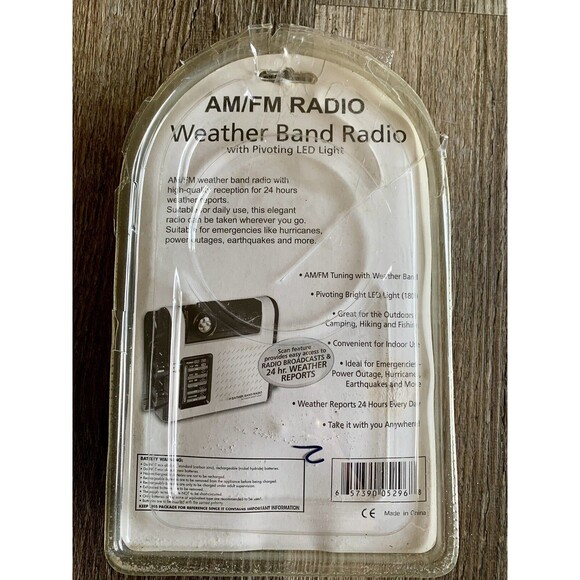 AM/FM RADIO
Weather Band Radio
with Pivoting LED Light
AM/FM weather band radio with
high-quality reception for 24 hours
weather reports.
Suitable for daily use, this elegant
radio can be taken wherever you go.
Suitable for emergencies like hurricanes,
power outages, earthquakes and more.
• AM/FM Tuning with Weather Band
• Pivoting Bright LED Light (180°
• Great for the Outdoors
Camping, Hiking and Fishing
• Convenient for Indoor Use
• Ideal for Emergencies
Power Outage, Hurricane
Earthquakes and More
• Weather Reports 24 Hours Every Day
• Take it with you Anywhere
Scan feature
provides easy access to
RADIO BROADCASTS &
24 hr. WEATHER
REPORTS
2
BATTERY WARNING:
KEEP THIS PACKAGE FOR REFERENCE SINCE IT CONTAINS IMPORTANT INFORMATION
6 57390 05296 8
CE Made in China